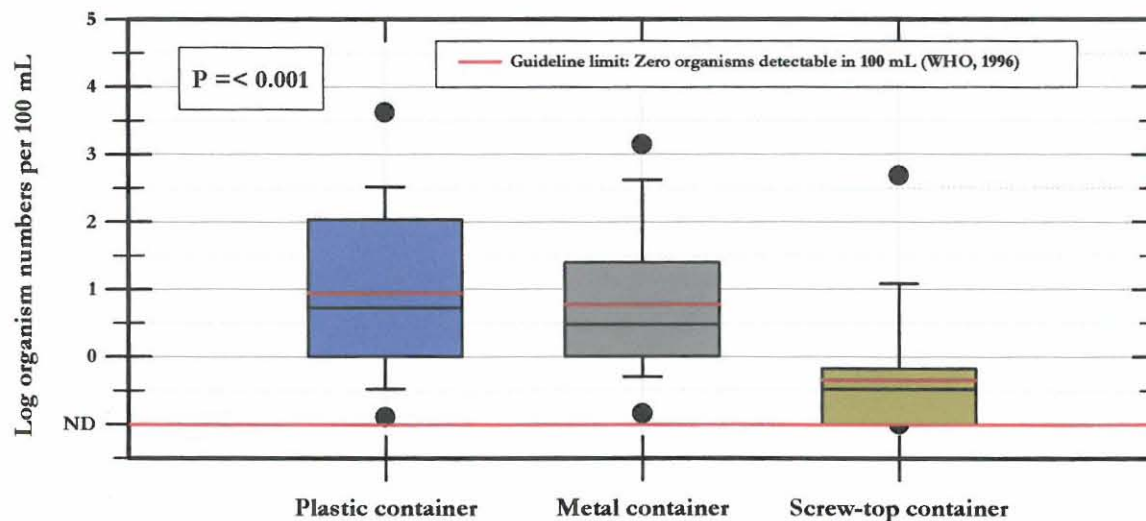 Log organism numbers per 100 mL
5
4
3
2
1
0
ND
P =< 0.001
Guideline limit: Zero organisms detectable in 100 mL (WHO, 1996)
Plastic container
Metal container
Screw-top container